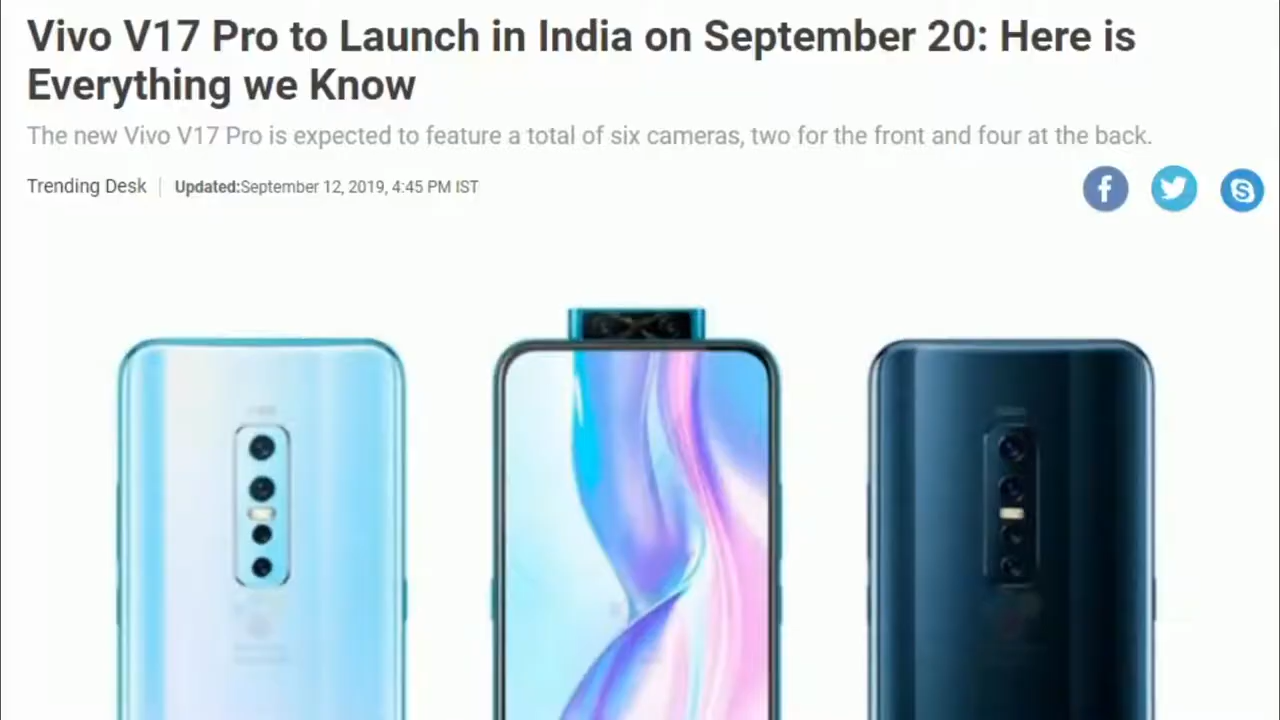 Vivo V17 Pro to Launch in India on September 20: Here is
Everything we Know
The new Vivo V17 Pro is expected to feature a total of six cameras, two for the front and four at the back.
Trending Desk
Updated:September 12, 2019, 4:45 PM IST